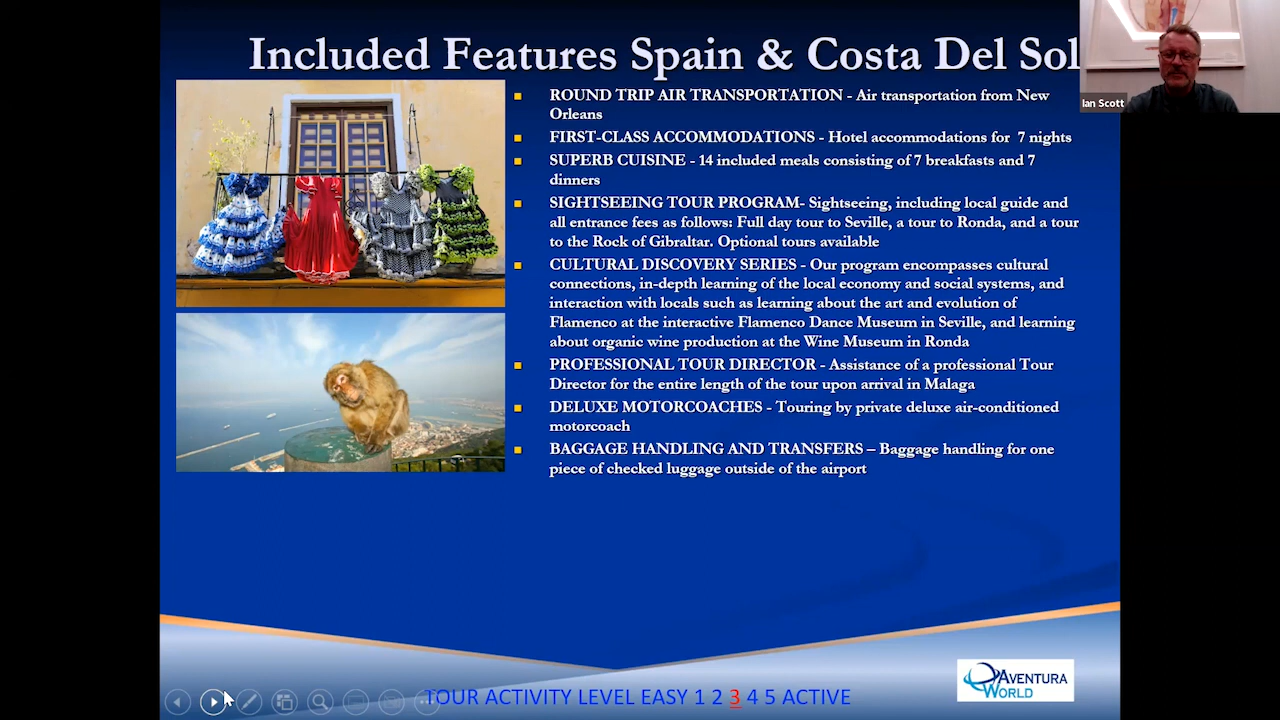 Included Features Spain & Costa Del Sol
Ian Scott
ROUND TRIP AIR TRANSPORTATION - Air transportation from New
Orleans
FIRST-CLASS ACCOMMODATIONS - Hotel accommodations for 7 nights
SUPERB CUISINE - 14 included meals consisting of 7 breakfasts and 7
dinners
SIGHTSEEING TOUR PROGRAM- Sightseeing, including local guide and
all entrance fees as follows: Full day tour to Seville, a tour to Ronda, and a tour
to the Rock of Gibraltar. Optional tours available
CULTURAL DISCOVERY SERIES - Our program encompasses cultural
connections, in-depth learning of the local economy and social systems, and
interaction with locals such as learning about the art and evolution of
Flamenco at the interactive Flamenco Dance Museum in Seville, and learning
about organic wine production at the Wine Museum in Ronda
PROFESSIONAL TOUR DIRECTOR - Assistance of a professional Tour
Director for the entire length of the tour upon arrival in Malaga
DELUXE MOTORCOACHES - Touring by private deluxe air-conditioned
motorcoach
BAGGAGE HANDLING AND TRANSFERS – Baggage handling for one
piece of checked luggage outside of the airport
TOUR ACTIVITY LEVEL EASY 1 2 3 4 5 ACTIVE
AVENTURA
WORLD